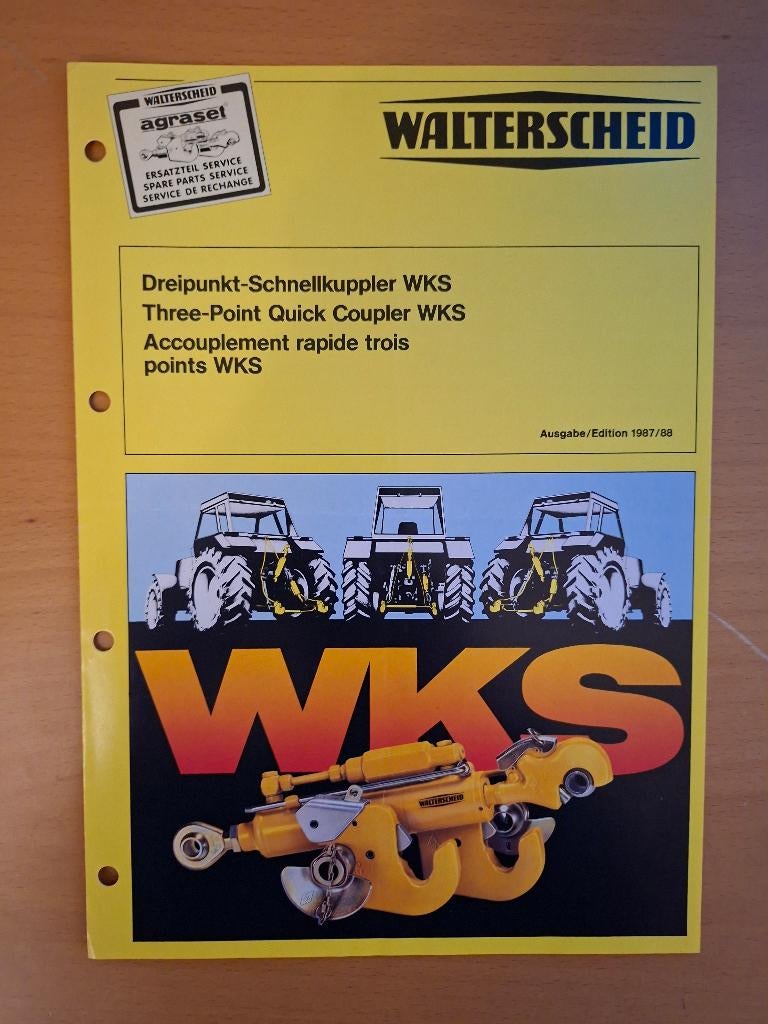 WALTERSCHEID
agraset
ERSATZTEIL SERVICE
SPARE PARTS SERVICE
SERVICE DE RECHANGE
WALTERSCHEID
Dreipunkt-Schnellkuppler WKS
Three-Point Quick Coupler WKS
Accouplement rapide trois
points WKS
Ausgabe/Edition 1987/88
WKS
WALTERSCHEID